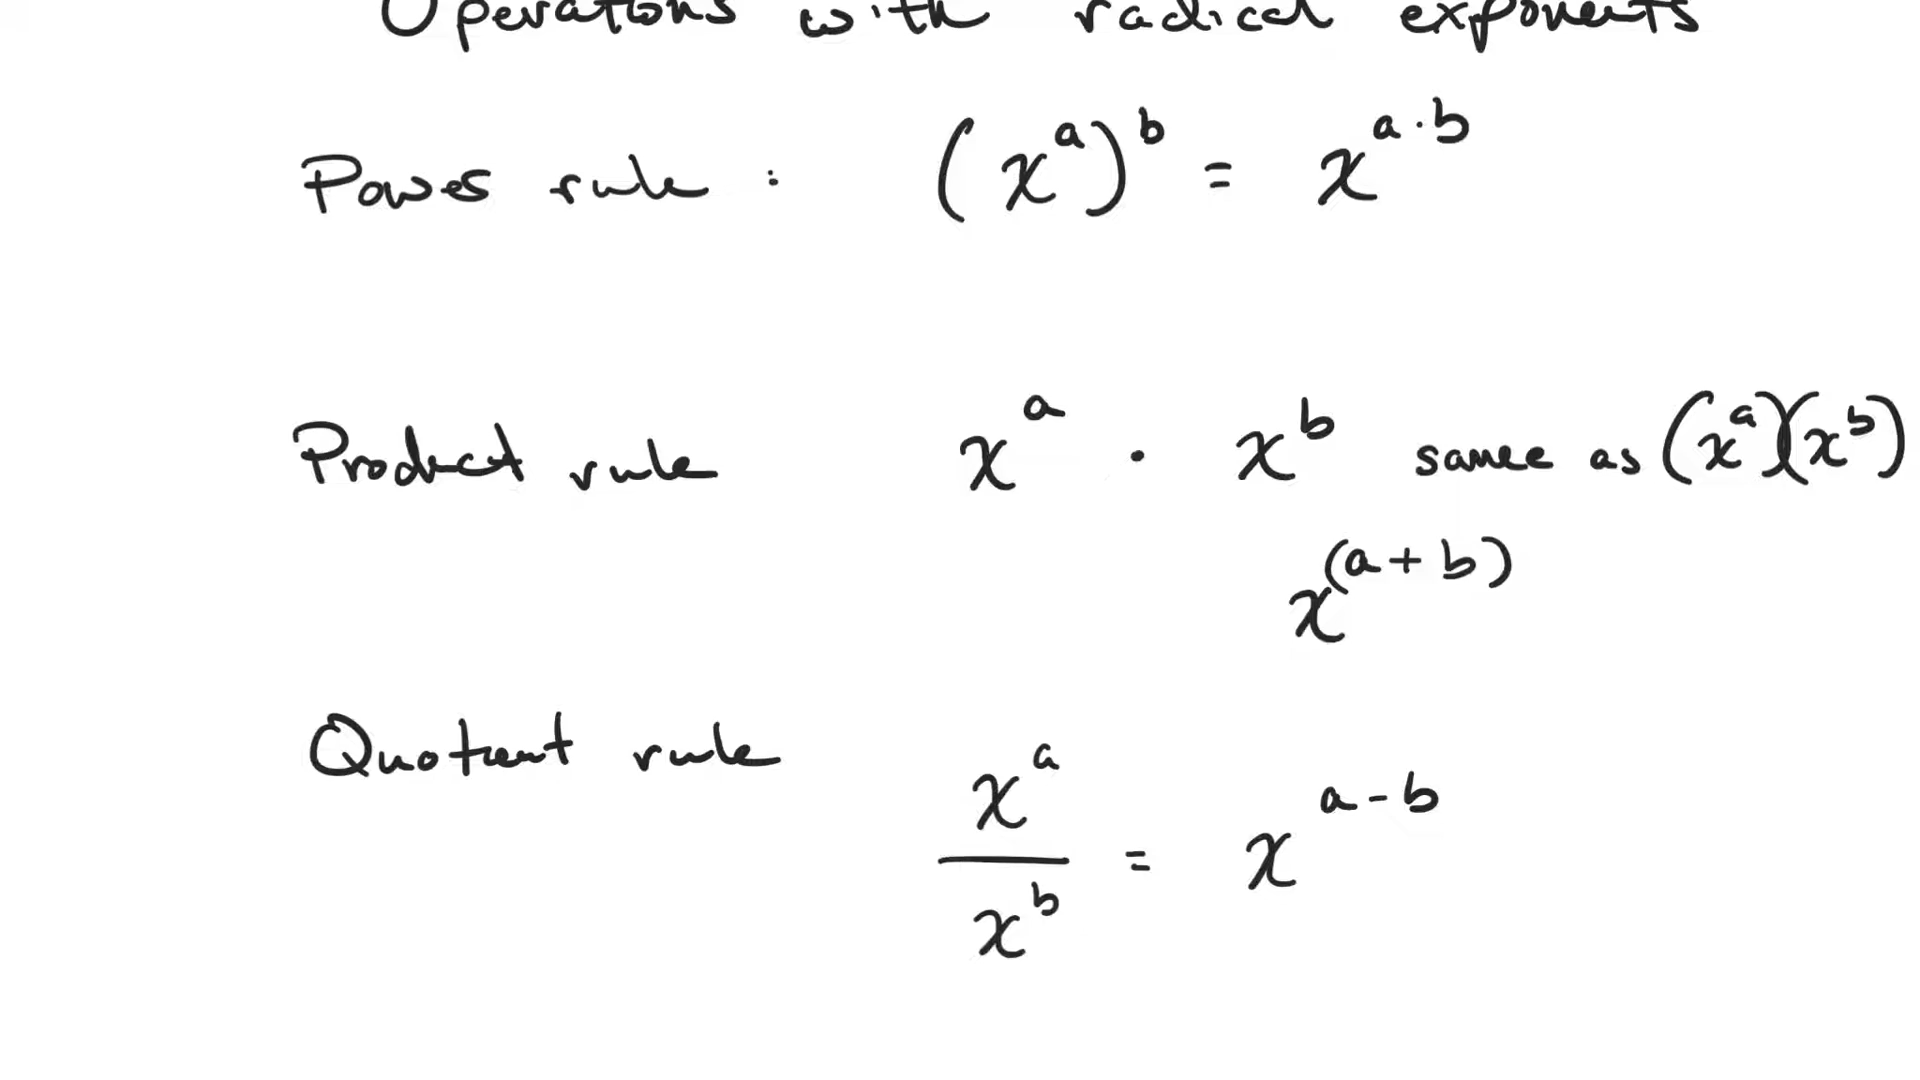 Operations with radical exponents
Power rule : (x^a)^b = x^{a·b}
Product rule x^a · x^b same as (x^a)(x^b)
x^{(a+b)}
Quotient rule x^a / x^b = x^{a-b}